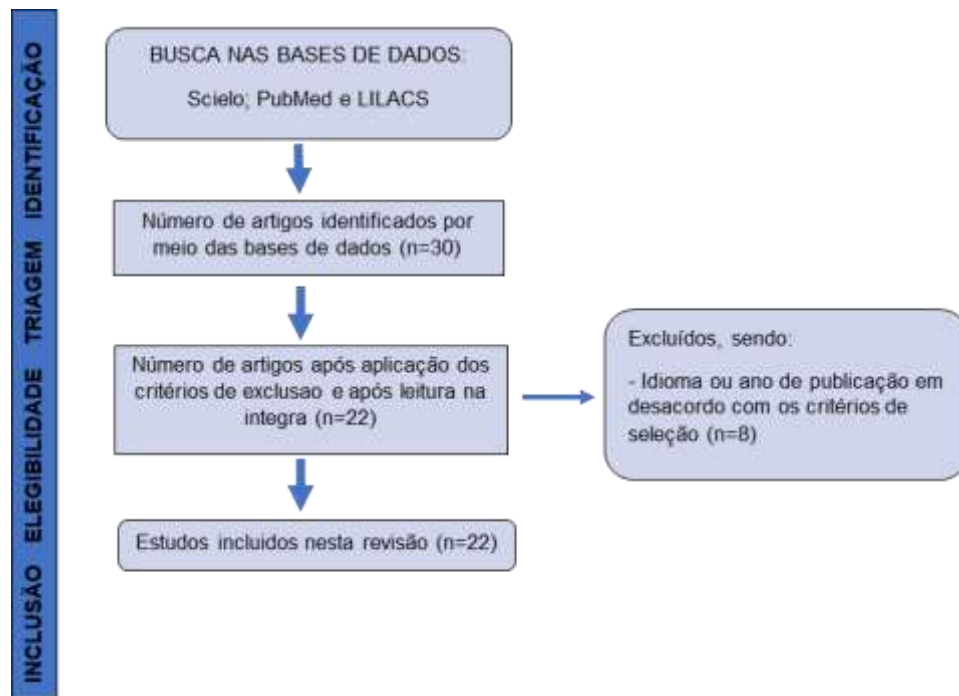 BUSCA NAS BASES DE DADOS:
Scielo; PubMed e LILACS
Número de artigos identificados por
meio das bases de dados (n=30)
Número de artigos após aplicação dos
critérios de exclusao e após leitura na
integra (n=22)
Excluídos, sendo:
- Idioma ou ano de publicação em
desacordo com os critérios de
seleção (n=8)
Estudos incluidos nesta revisão (n=22)
INCLUSÃO ELEGIBILIDADE TRIAGEM IDENTIFICAÇÃO